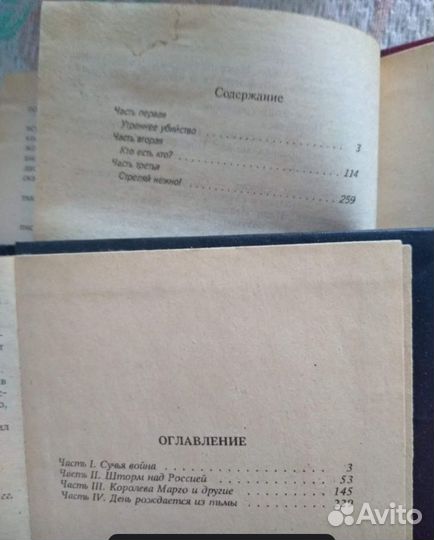 Содержание
Часть первая
Утреннее убийство 3
Часть вторая
Кто есть кто? 114
Часть третья
Стреляй нежно! 259
ОГЛАВЛЕНИЕ
Часть I. Сучья война 3
Часть II. Шторм над Россией 53
Часть III. Королева Марго и другие 145
Часть IV. День рождается из тьмы
гг.
Avito